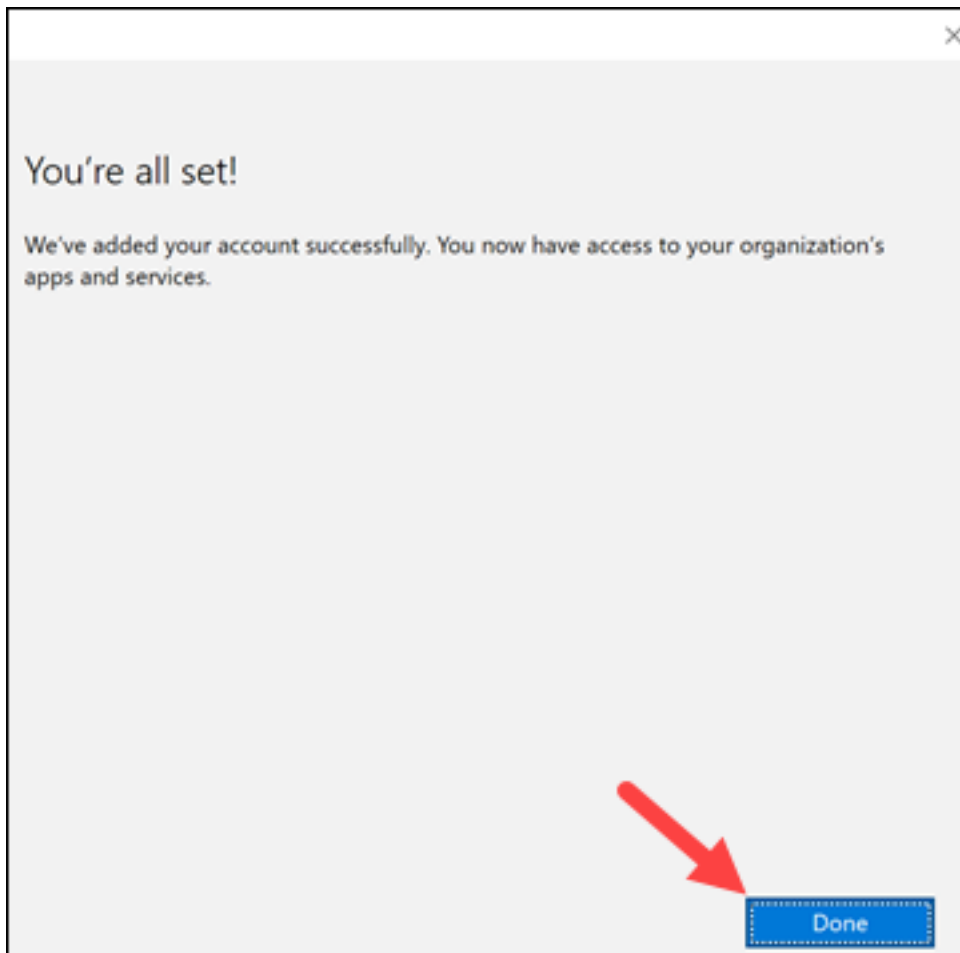 You're all set!
We've added your account successfully. You now have access to your organization's
apps and services.
Done